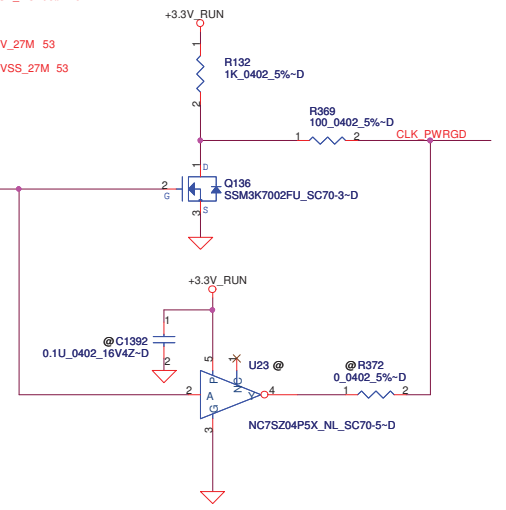 +3.3V_RUN
V_27M 53
VSS_27M 53
1
R132
1K_0402_5%~D
2
R369
100_0402_5%~D
1
2
CLK_PWRGD
1
D
2
G
Q136
SSM3K7002FU_SC70-3~D
3
S
+3.3V_RUN
1
@C1392
0.1U_0402_16V4Z~D
2
5
1
U23 @
@R372
0_0402_5%~D
P
NC
2
A
Y
4
1
2
G
3
NC7SZ04P5X_NL_SC70-5~D